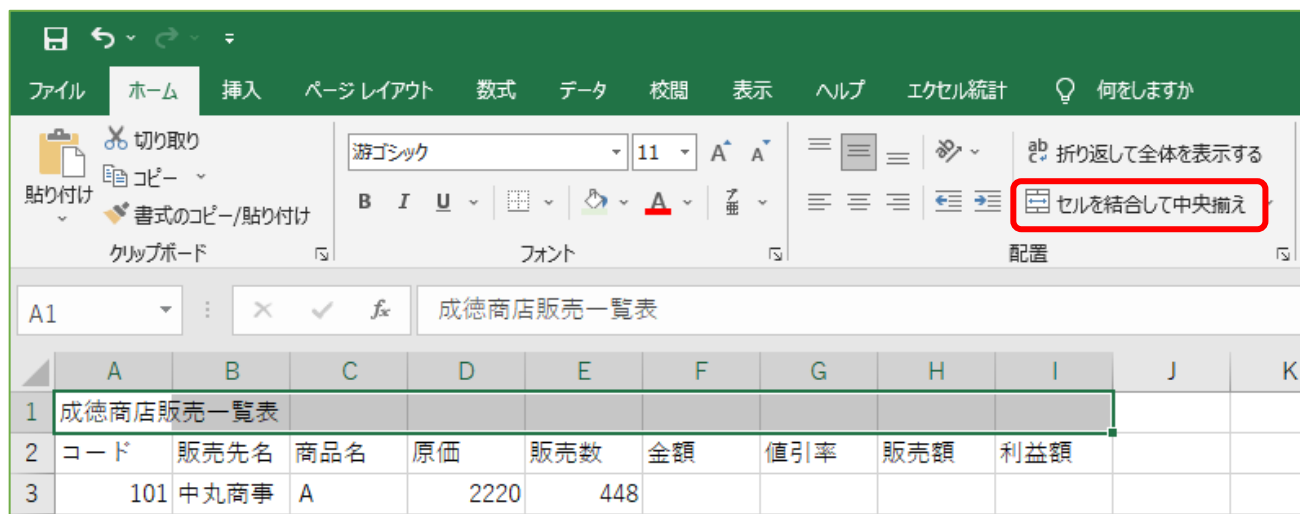 ファイル ホーム 挿入 ページ レイアウト 数式 データ 校閲 表示 ヘルプ エクセル統計 何をしますか
貼り付け
切り取り
コピー
書式のコピー/貼り付け
クリップボード
游ゴシック 11 A A
B I U A ア亜
フォント
ab 折り返して全体を表示する
セルを結合して中央揃え
配置
A1 fx 成徳商店販売一覧表
A B C D E F G H I J K
1 成徳商店販売一覧表
2 コード 販売先名 商品名 原価 販売数 金額 値引率 販売額 利益額
3 101 中丸商事 A 2220 448